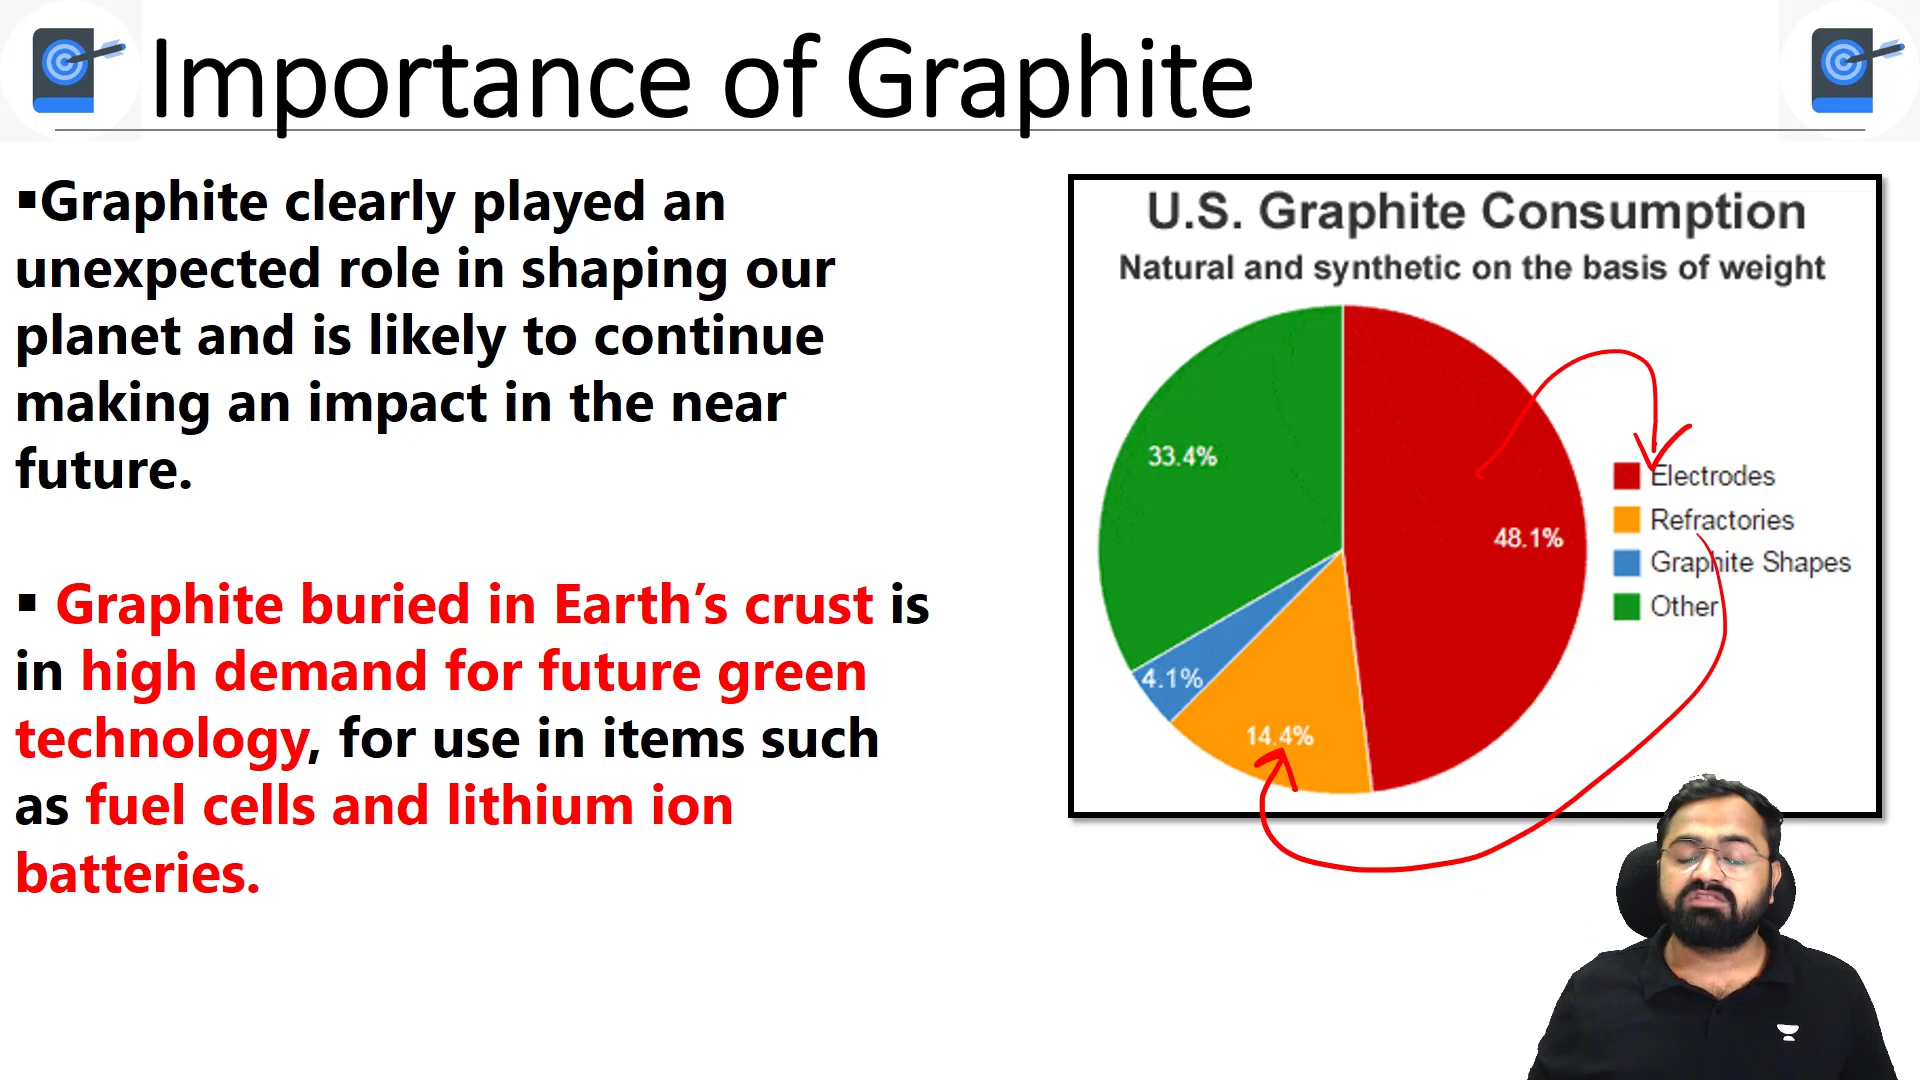 Importance of Graphite
▪Graphite clearly played an
unexpected role in shaping our
planet and is likely to continue
making an impact in the near
future.
▪ Graphite buried in Earth’s crust is
in high demand for future green
technology, for use in items such
as fuel cells and lithium ion
batteries.
U.S. Graphite Consumption
Natural and synthetic on the basis of weight
33.4%
48.1%
4.1%
14.4%
Electrodes
Refractories
Graphite Shapes
Other